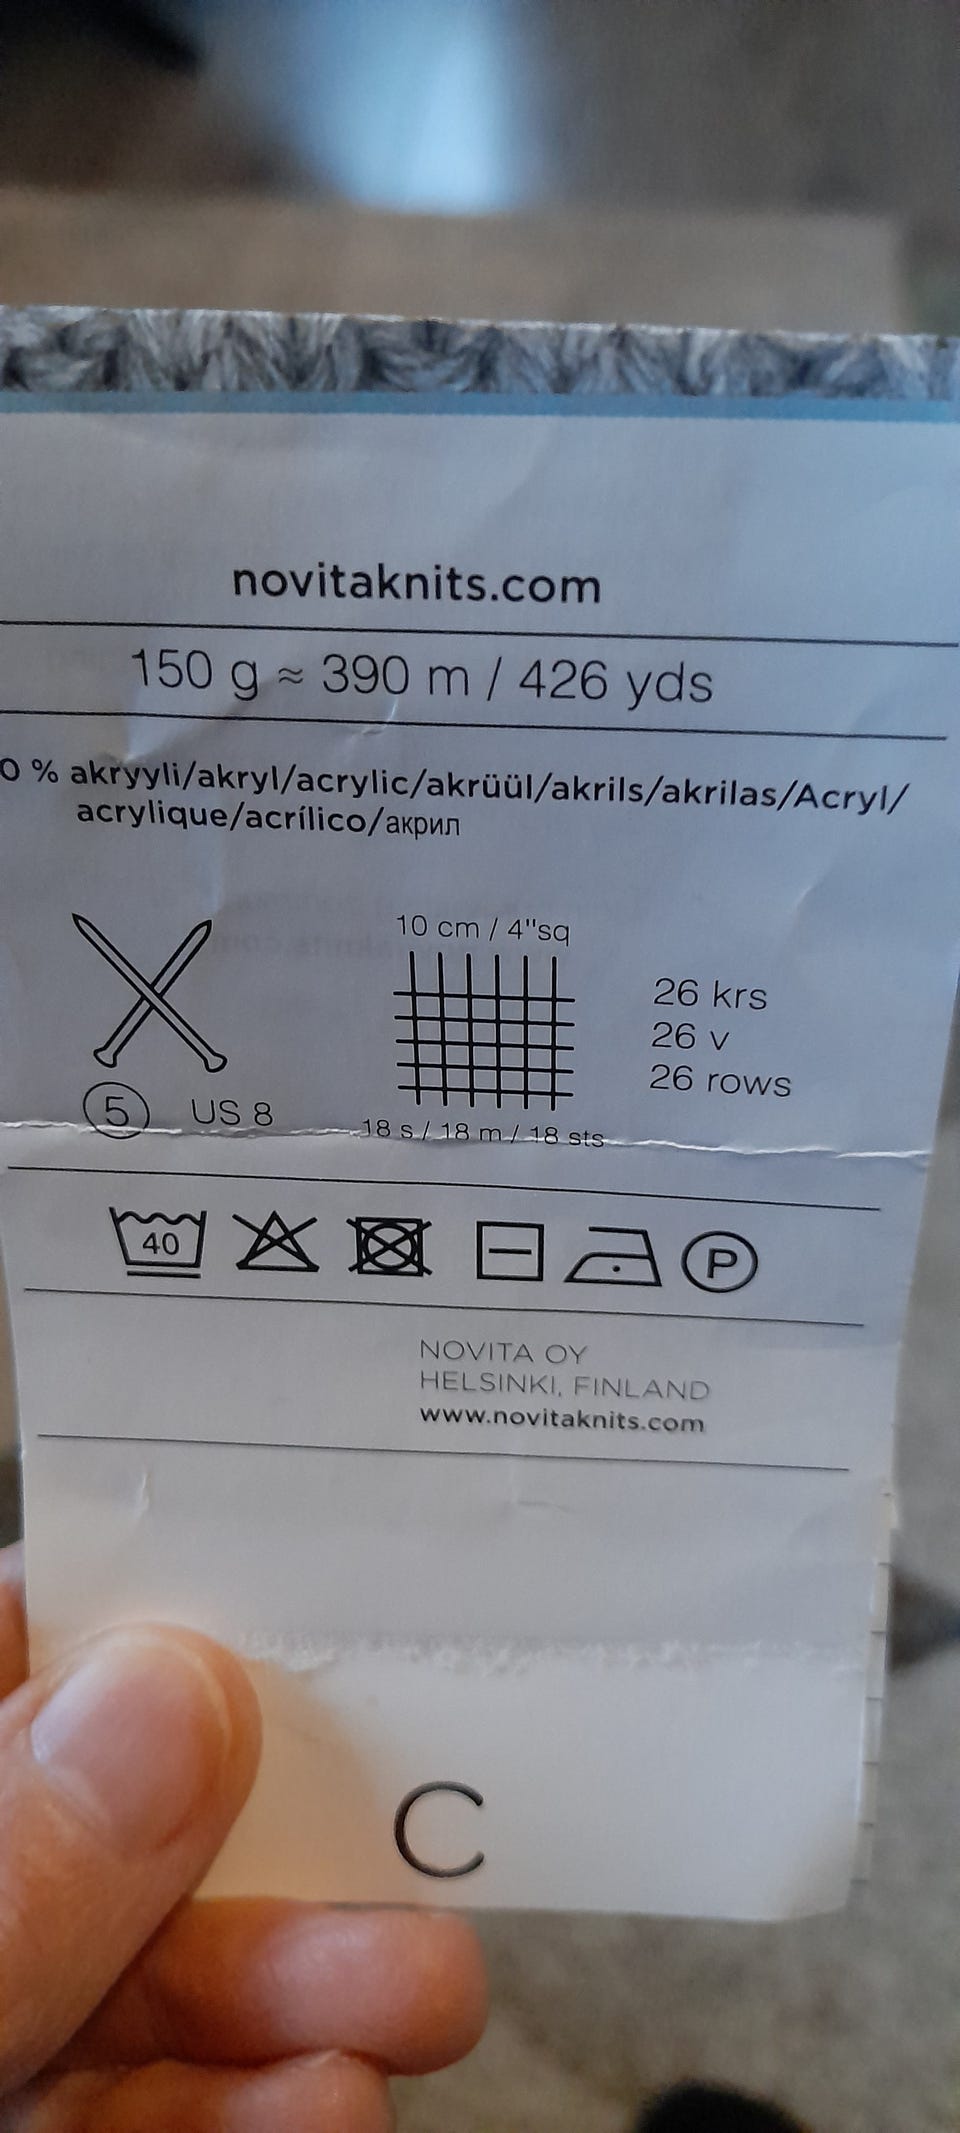 novitaknits.com
150 g ≈ 390 m / 426 yds
0 % akryyli/akryl/acrylic/akrüül/akrils/akrilas/Acryl/
acrylique/acrílico/акрил
10 cm / 4"sq
26 krs
26 v
26 rows
5 US 8
18 s / 18 m / 18 sts
40
P
NOVITA OY
HELSINKI, FINLAND
www.novitaknits.com
C